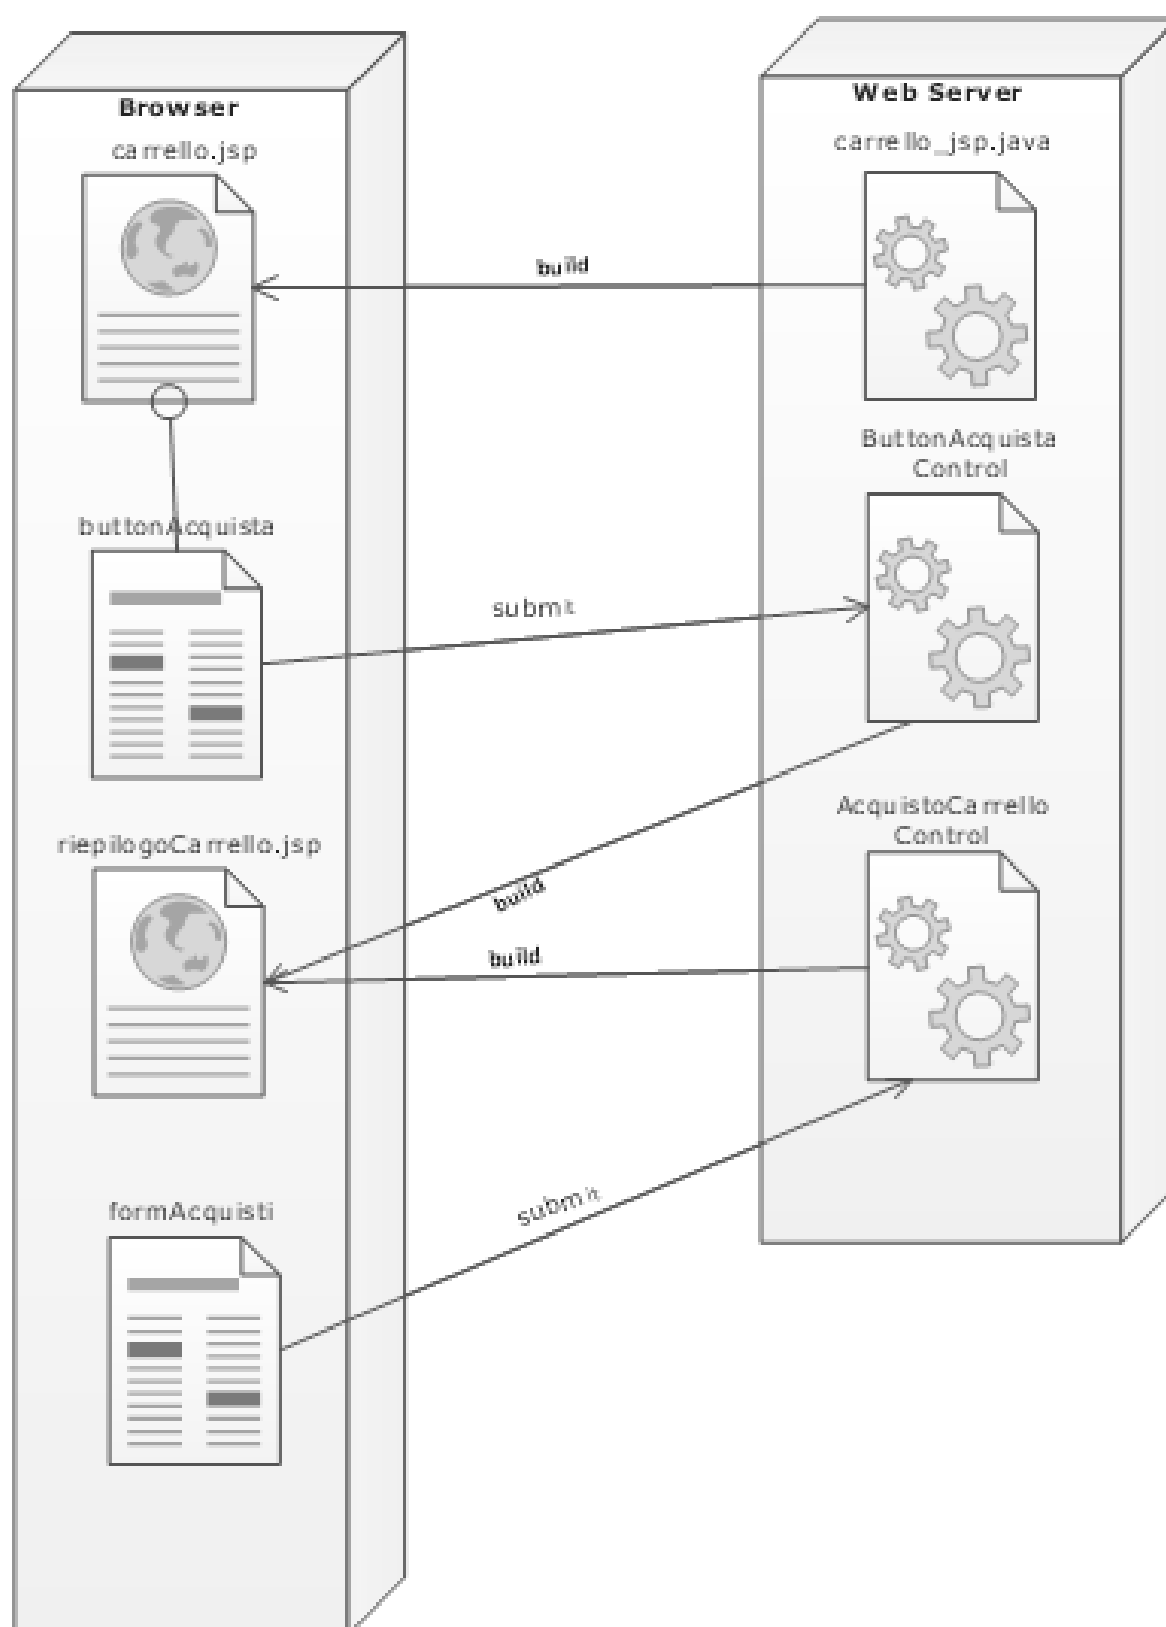 Browser
carrello.jsp
buttonAcquista
riepilogoCarrello.jsp
formAcquisti
build
submit
build
build
submit
Web Server
carrello_jsp.java
ButtonAcquista
Control
AcquistoCarrello
Control